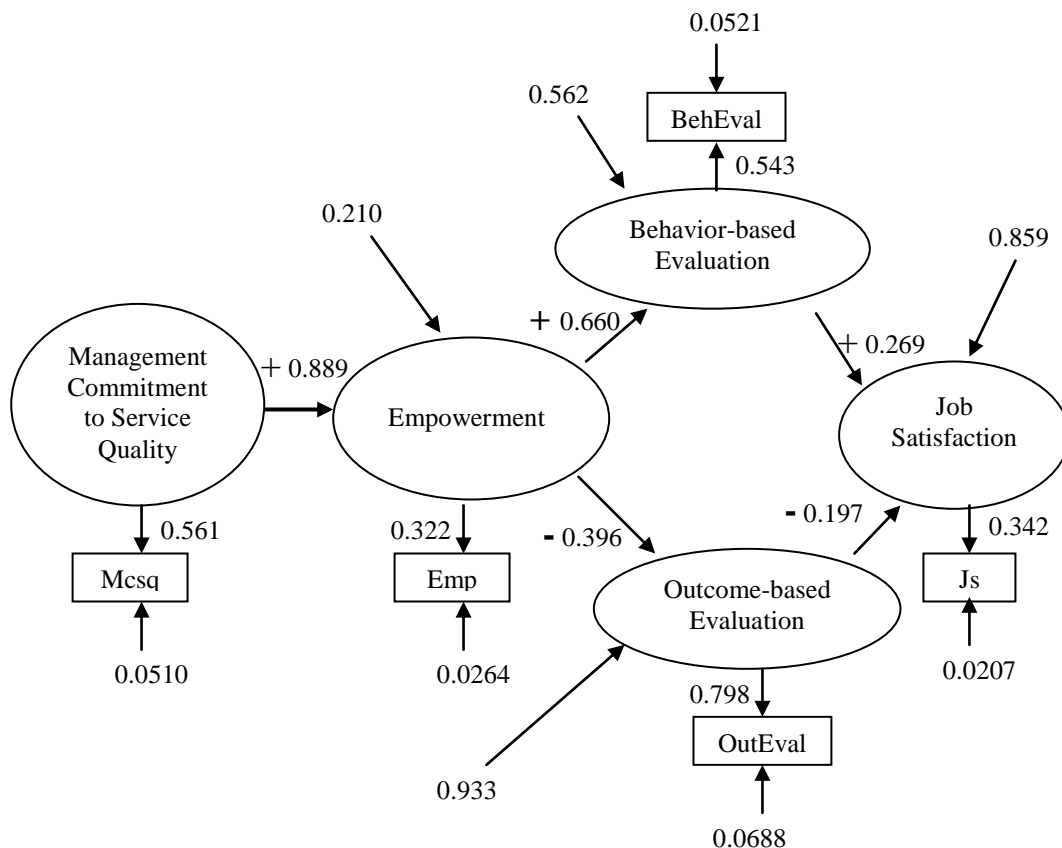 0.0521
0.562
BehEval
0.543
0.210
Behavior-based
Evaluation
0.859
+ 0.660
+ 0.269
Management
Commitment
to Service
Quality
+ 0.889
Empowerment
Job
Satisfaction
0.561
0.322
- 0.396
- 0.197
0.342
Mcsq
Emp
Js
Outcome-based
Evaluation
0.0510
0.0264
0.0207
0.798
OutEval
0.933
0.0688